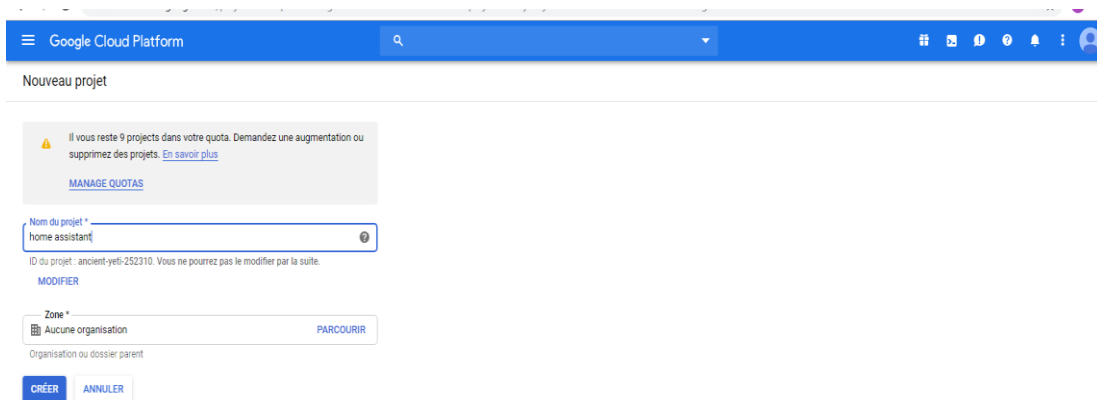 Google Cloud Platform
Nouveau projet
Il vous reste 9 projects dans votre quota. Demandez une augmentation ou
supprimez des projets. En savoir plus
MANAGE QUOTAS
Nom du projet *
home assistant
ID du projet : ancient-yeti-252310. Vous ne pourrez pas le modifier par la suite.
MODIFIER
Zone *
Aucune organisation PARCOURIR
Organisation ou dossier parent
CRÉER ANNULER